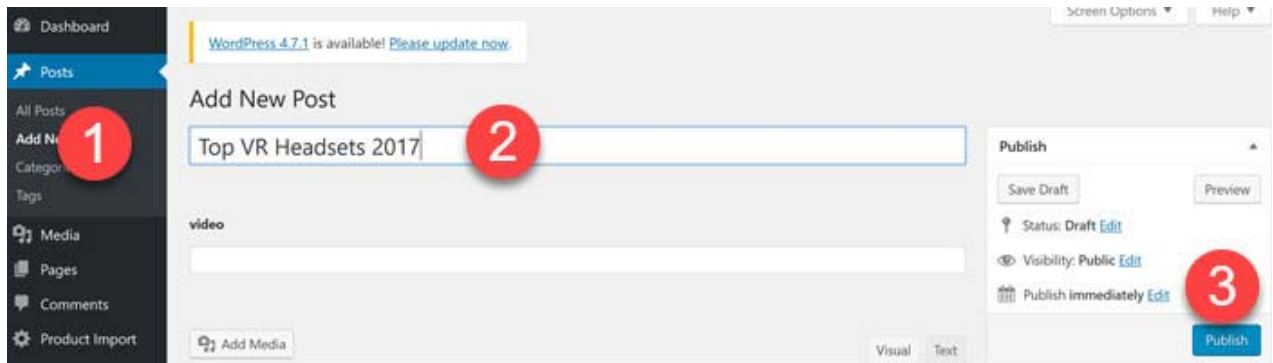 Dashboard
Posts
All Posts
Add
Tags
Media
Pages
Comments
Product Import
1
Screen Options
Help
WordPress 4.7.1 is available! Please update now.
Add New Post
Top VR Headsets 2017
2
video
Add Media
Visual Text
Publish
Save Draft Preview
Status: Draft Edit
Visibility: Public Edit
Publish immediately Edit
3
Publish